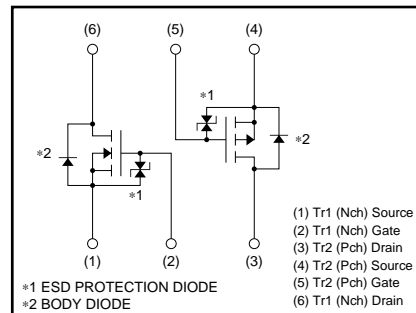 (6) (5) (4)
*1
*2 *2
*1
(1) (2) (3)
(1) Tr1 (Nch) Source
(2) Tr1 (Nch) Gate
(3) Tr2 (Pch) Drain
(4) Tr2 (Pch) Source
(5) Tr2 (Pch) Gate
(6) Tr1 (Nch) Drain
*1 ESD PROTECTION DIODE
*2 BODY DIODE